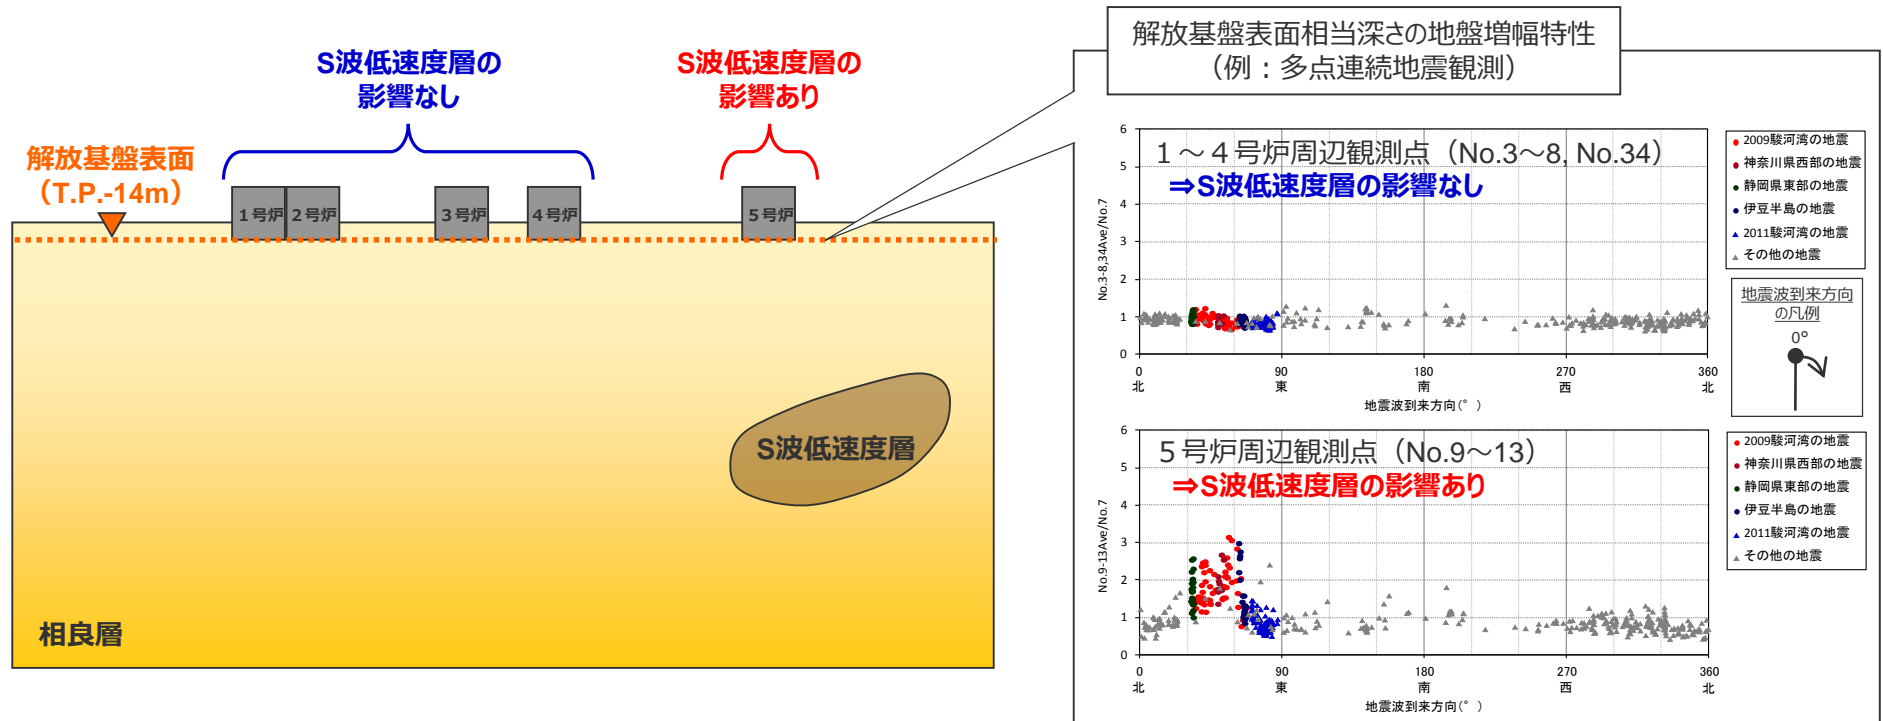 S波低速度層の
影響なし
S波低速度層の
影響あり
解放基盤表面
（T.P.-14m）
1号炉
2号炉
3号炉
4号炉
5号炉
S波低速度層
相良層
解放基盤表面相当深さの地盤増幅特性
（例：多点連続地震観測）
1～4号炉周辺観測点（No.3～8, No.34）
⇒S波低速度層の影響なし
No.3-8,34Ave/No.7
6
5
4
3
2
1
0
0 90 180 270 360
北 東 南 西 北
地震波到来方向(°)
2009駿河湾の地震
神奈川県西部の地震
静岡県東部の地震
伊豆半島の地震
2011駿河湾の地震
その他の地震
地震波到来方向
の凡例
0°
5号炉周辺観測点（No.9～13）
⇒S波低速度層の影響あり
No.9-13Ave/No.7
6
5
4
3
2
1
0
0 90 180 270 360
北 東 南 西 北
地震波到来方向(°)
2009駿河湾の地震
神奈川県西部の地震
静岡県東部の地震
伊豆半島の地震
2011駿河湾の地震
その他の地震